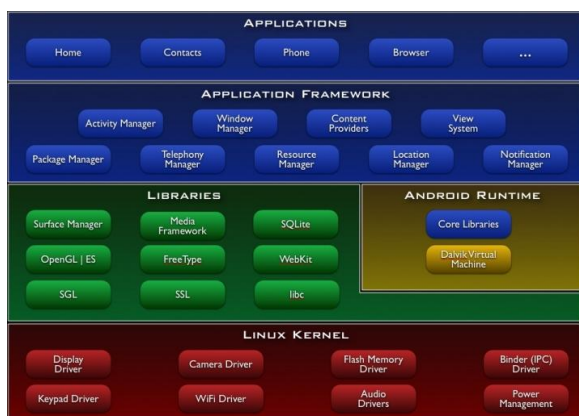 APPLICATIONS
Home
Contacts
Phone
Browser
...
APPLICATION FRAMEWORK
Activity Manager
Window
Manager
Content
Providers
View
System
Package Manager
Telephony
Manager
Resource
Manager
Location
Manager
Notification
Manager
LIBRARIES
Surface Manager
Media
Framework
SQLite
OpenGL | ES
FreeType
WebKit
SGL
SSL
libc
ANDROID RUNTIME
Core Libraries
Dalvik Virtual
Machine
LINUX KERNEL
Display
Driver
Camera Driver
Flash Memory
Driver
Binder (IPC)
Driver
Keypad Driver
WiFi Driver
Audio
Drivers
Power
Management